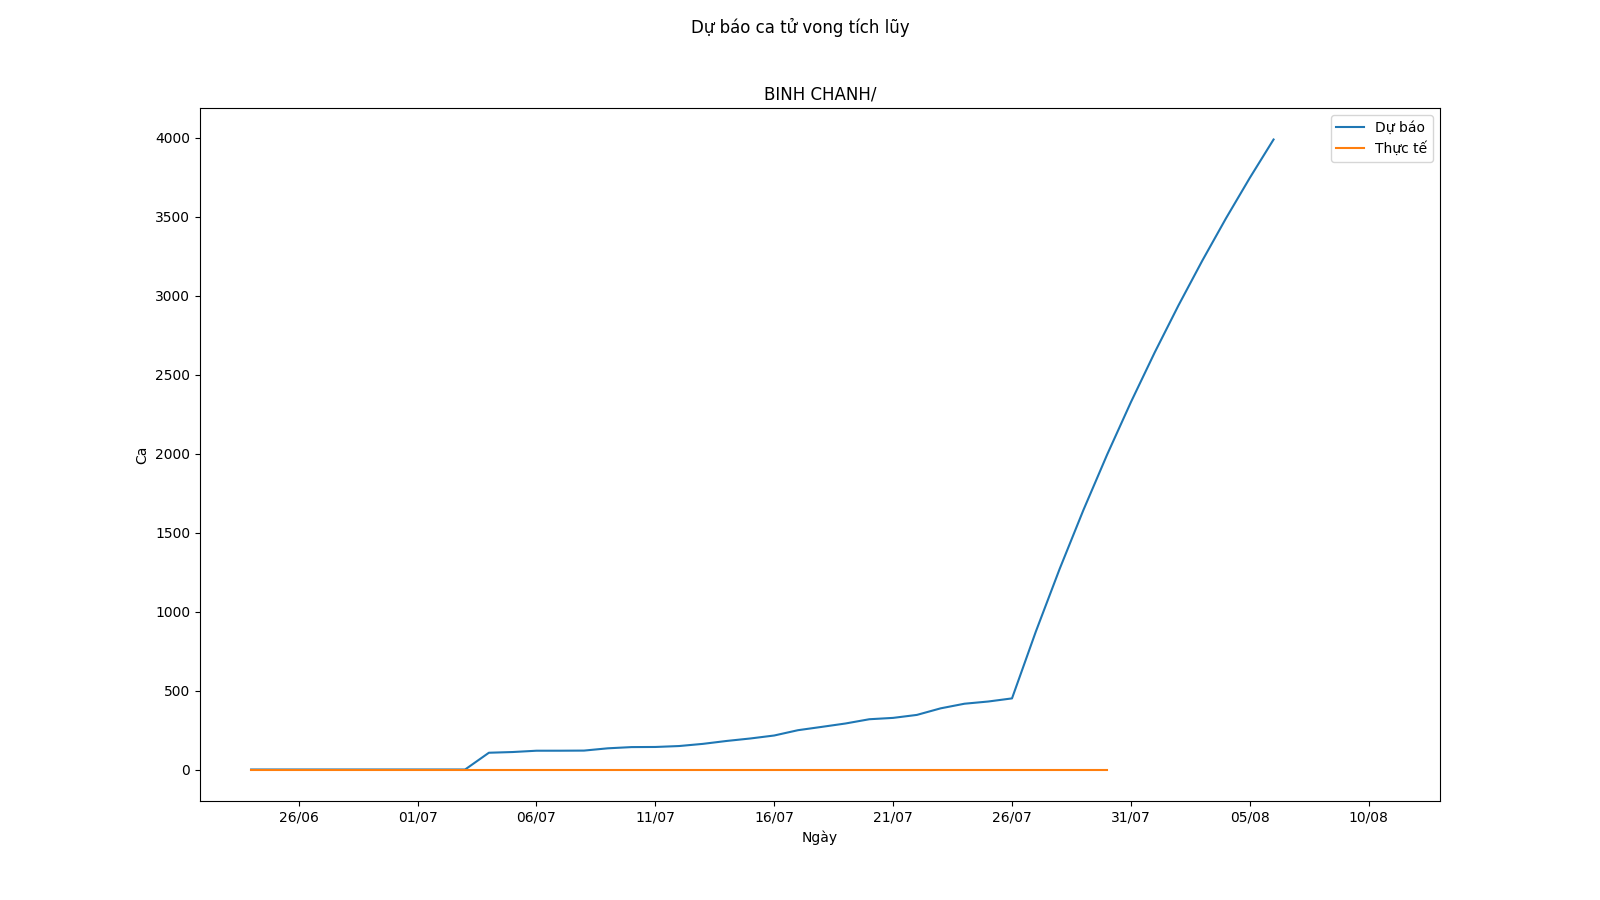 Dự báo ca tử vong tích lũy
BINH CHANH/
Dự báo
Thực tế
4000
3500
3000
2500
2000
1500
1000
500
0
Ca
26/06 01/07 06/07 11/07 16/07 21/07 26/07 31/07 05/08 10/08
Ngày